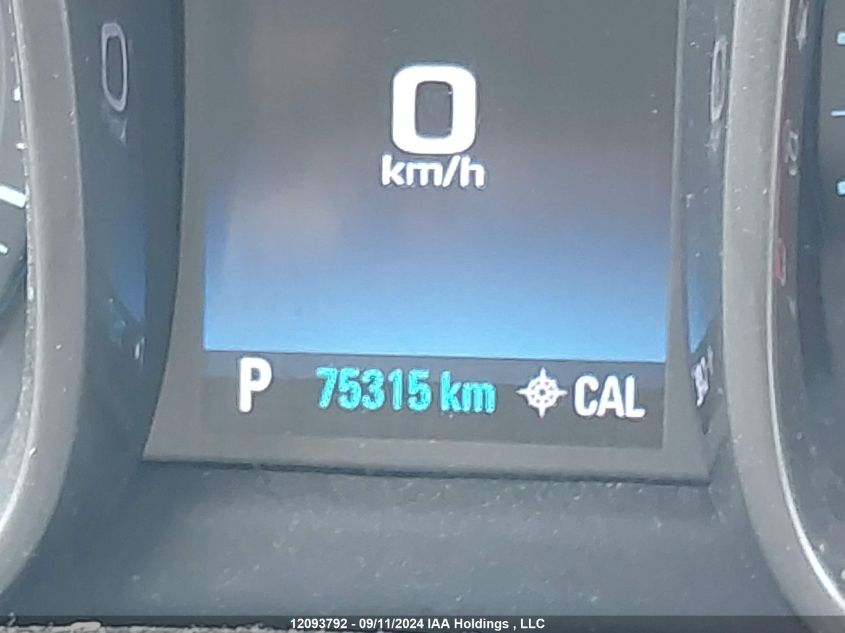 0
km/h
P 75315 km CAL
12093792 - 09/11/2024 IAA Holdings , LLC